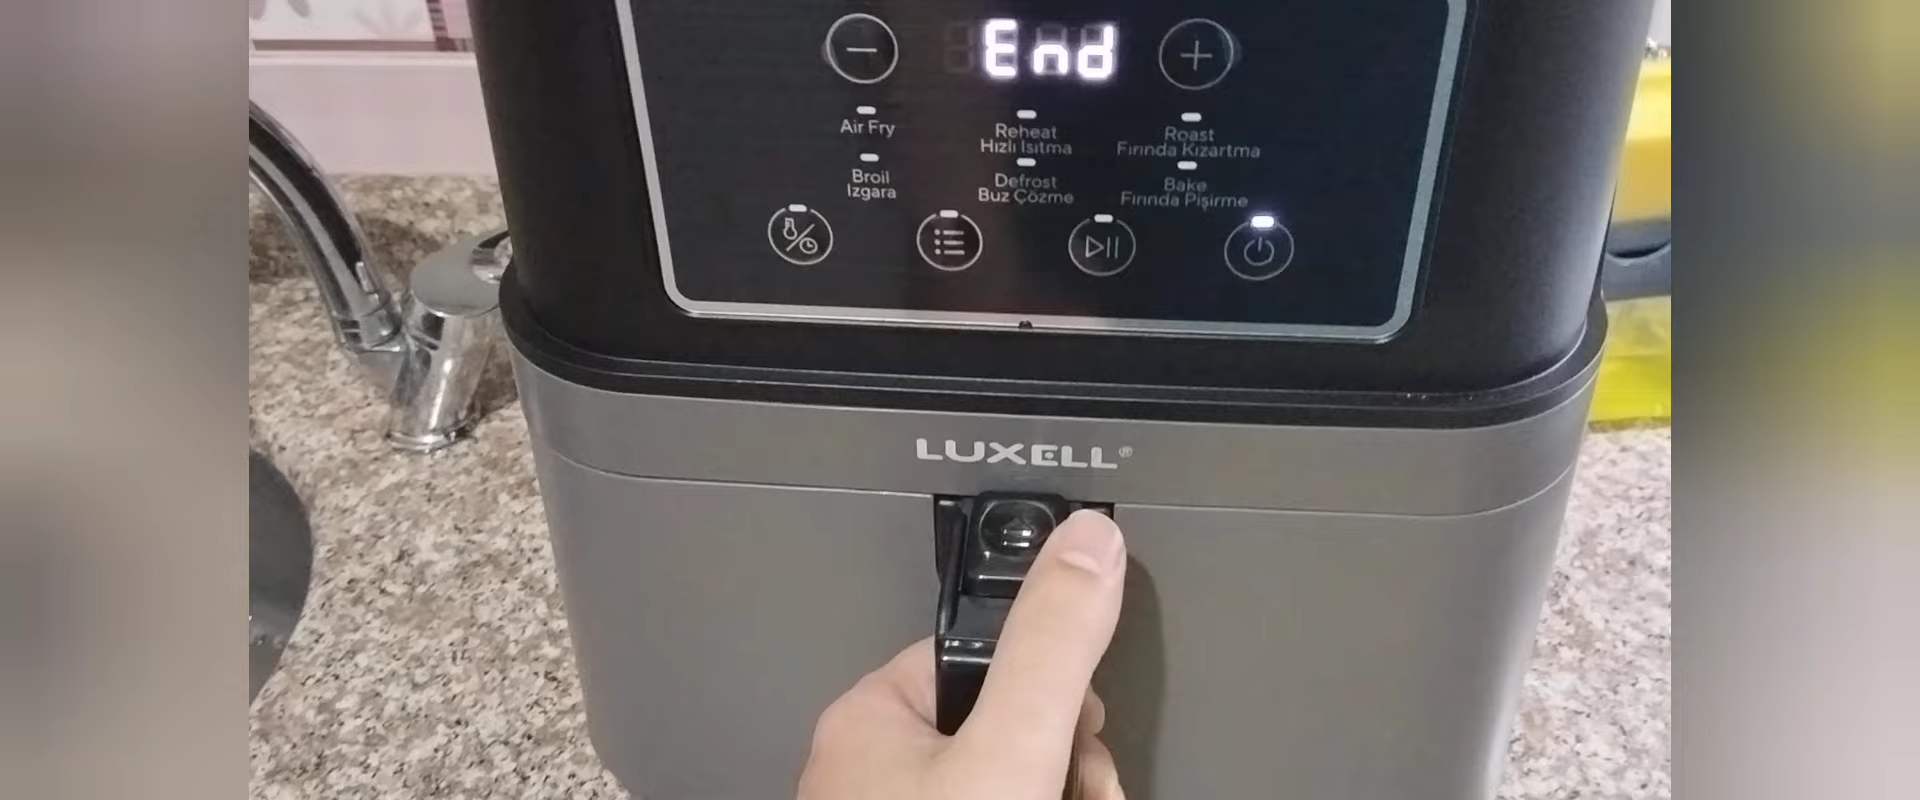 End
Air Fry
Reheat
Hızlı Isıtma
Roast
Fırında Kızartma
Broil
Izgara
Defrost
Buz Çözme
Bake
Fırında Pişirme
LUXELL®